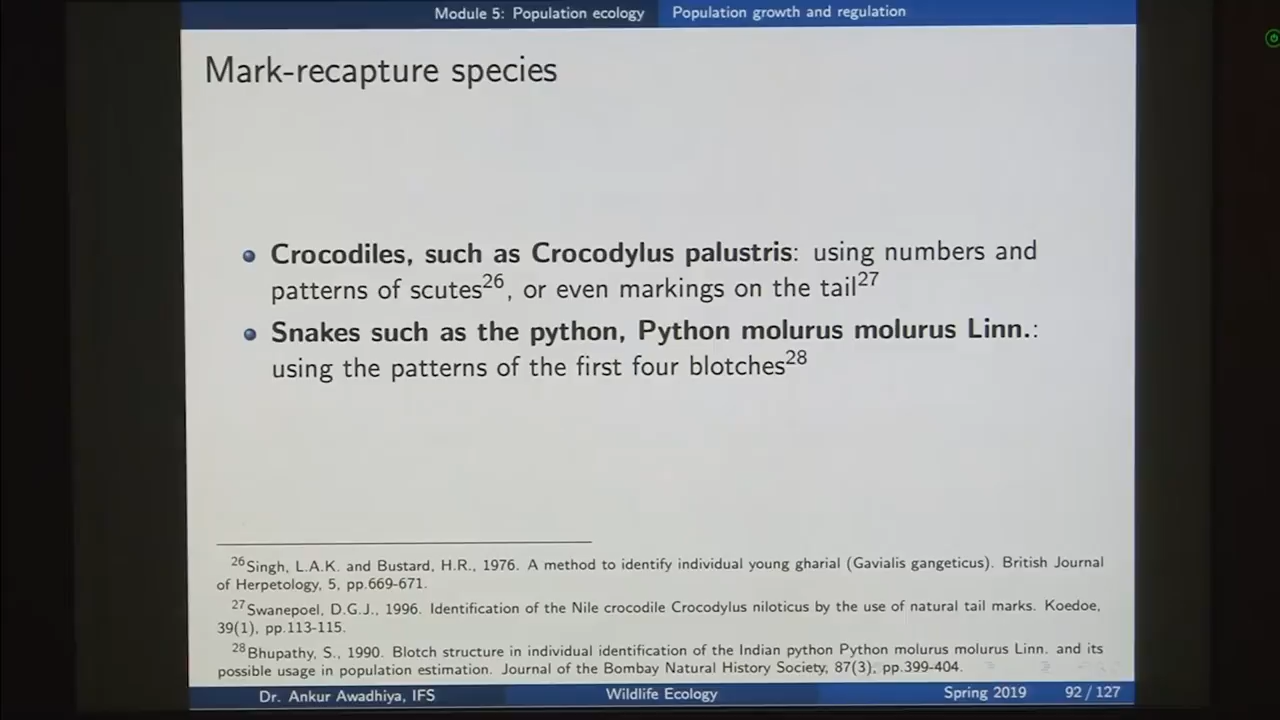 Module 5: Population ecology Population growth and regulation
Mark-recapture species
Crocodiles, such as Crocodylus palustris: using numbers and
patterns of scutes26, or even markings on the tail27
Snakes such as the python, Python molurus molurus Linn.:
using the patterns of the first four blotches28
26Singh, L.A.K. and Bustard, H.R., 1976. A method to identify individual young gharial (Gavialis gangeticus). British Journal
of Herpetology, 5, pp.669-671.
27Swanepoel, D.G.J., 1996. Identification of the Nile crocodile Crocodylus niloticus by the use of natural tail marks. Koedoe,
39(1), pp.113-115.
28Bhupathy, S., 1990. Blotch structure in individual identification of the Indian python Python molurus molurus Linn. and its
possible usage in population estimation. Journal of the Bombay Natural History Society, 87(3), pp.399-404.
Dr. Ankur Awadhiya, IFS Wildlife Ecology Spring 2019 92 / 127